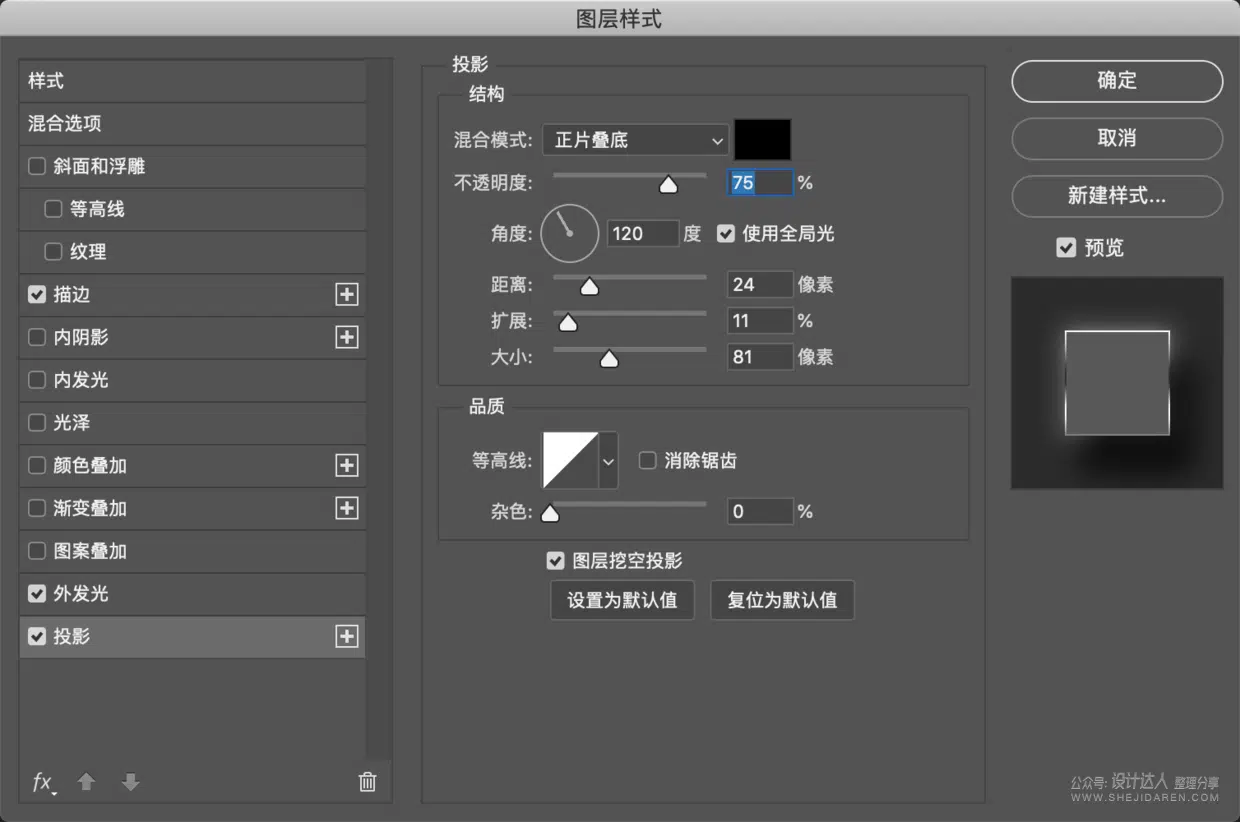 图层样式
样式
混合选项
斜面和浮雕
等高线
纹理
描边
内阴影
内发光
光泽
颜色叠加
渐变叠加
图案叠加
外发光
投影
fx
投影
结构
混合模式: 正片叠底
不透明度: 75 %
角度: 120 度 使用全局光
距离: 24 像素
扩展: 11 %
大小: 81 像素
品质
等高线: 消除锯齿
杂色: 0 %
图层挖空投影
设置为默认值 复位为默认值
确定
取消
新建样式...
预览
公众号: 设计达人 整理分享
WWW.SHEJIDAREN.COM